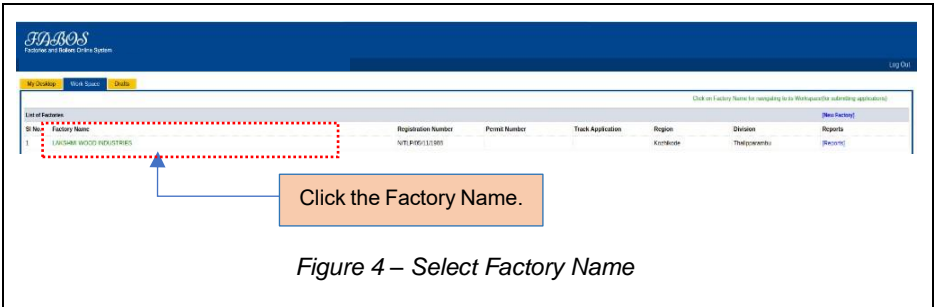 FABOS
Factories and Boilers Online System
Log Out
My Desktop Work Space Drafts
Click on Factory Name for navigating to its Workspace(for submitting applications)
List of Factories [New Factory]
Sl No. Factory Name Registration Number Permit Number Track Application Region Division Reports
1 LAKSHMI WOOD INDUSTRIES Kozhikode Thalipparambu [Reports]
Click the Factory Name.
Figure 4 – Select Factory Name